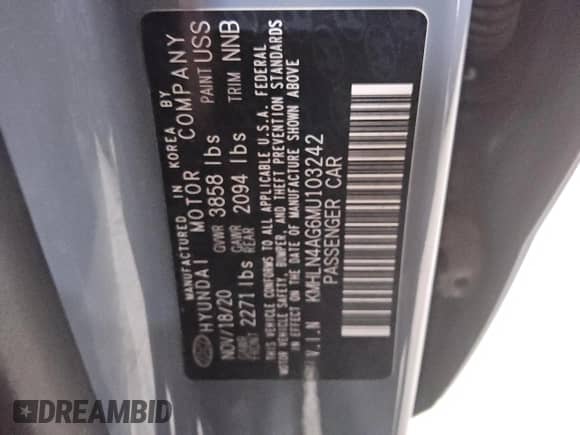 MANUFACTURED IN KOREA BY
HYUNDAI MOTOR COMPANY
NOV/18/20 GVWR 3858 lbs PAINT USS
GAWR FRONT 2271 lbs GAWR REAR 2094 lbs TRIM NNB
THIS VEHICLE CONFORMS TO ALL APPLICABLE U.S.A. FEDERAL
MOTOR VEHICLE SAFETY, BUMPER, AND THEFT PREVENTION STANDARDS
IN EFFECT ON THE DATE OF MANUFACTURE SHOWN ABOVE
V.I.N KMHLN4AG6MU103242
PASSENGER CAR
DREAMBID